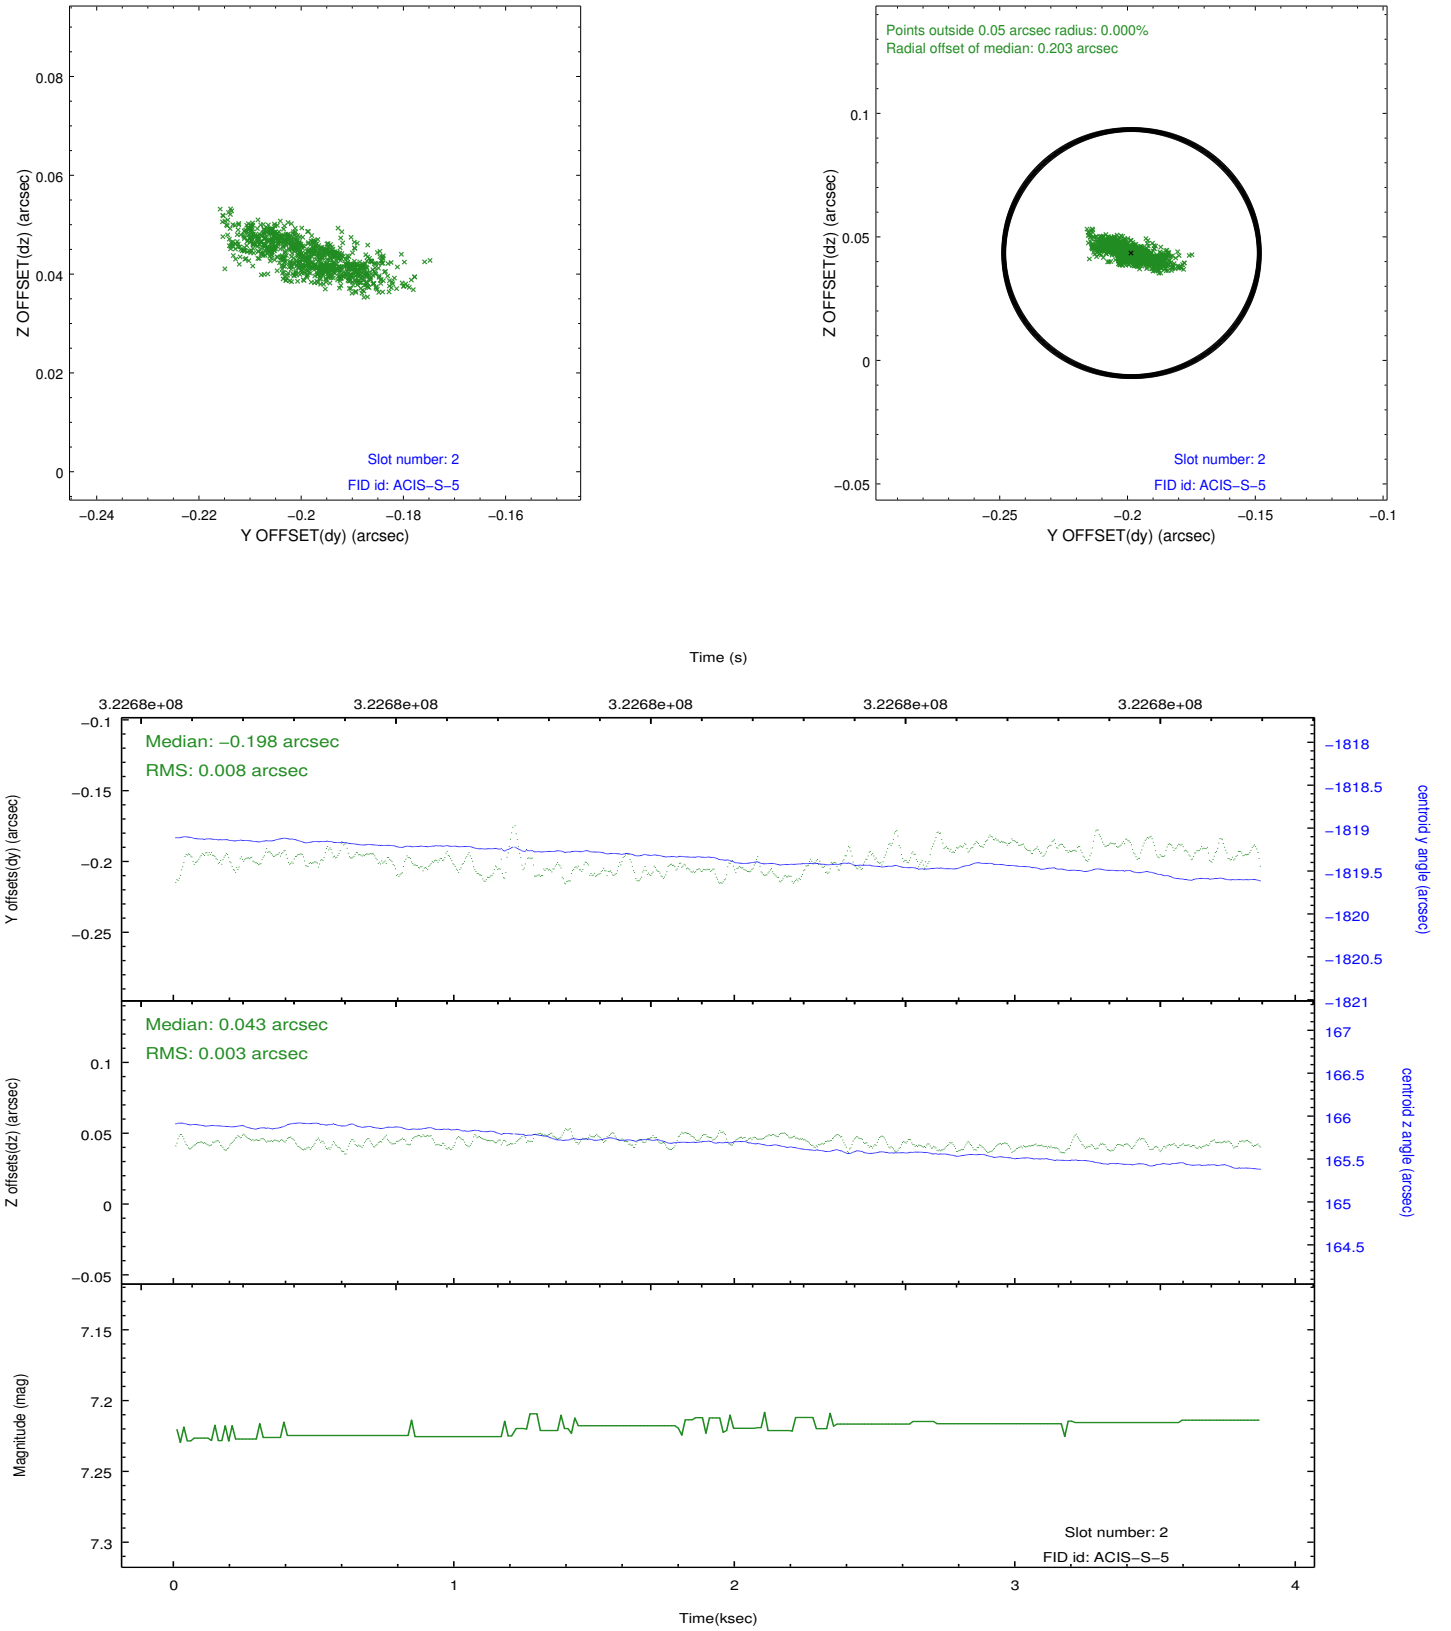 0.08
0.06
0.04
0.02
0
Z OFFSET(dz) (arcsec)
Slot number: 2
FID id: ACIS−S−5
−0.24 −0.22 −0.2 −0.18 −0.16
Y OFFSET(dy) (arcsec)
Points outside 0.05 arcsec radius: 0.000%
Radial offset of median: 0.203 arcsec
0.1
0.05
0
−0.05
Z OFFSET(dz) (arcsec)
Slot number: 2
FID id: ACIS−S−5
−0.25 −0.2 −0.15 −0.1
Y OFFSET(dy) (arcsec)
Time (s)
3.2268e+08 3.2268e+08 3.2268e+08 3.2268e+08 3.2268e+08
−0.1
−0.15
−0.2
−0.25
Y offsets(dy) (arcsec)
Median: −0.198 arcsec
RMS: 0.008 arcsec
−1818
−1818.5
−1819
−1819.5
−1820
−1820.5
−1821
centroid y angle (arcsec)
0.1
0.05
0
−0.05
Z offsets(dz) (arcsec)
Median: 0.043 arcsec
RMS: 0.003 arcsec
167
166.5
166
165.5
165
164.5
centroid z angle (arcsec)
7.15
7.2
7.25
7.3
Magnitude (mag)
Slot number: 2
FID id: ACIS−S−5
0 1 2 3 4
Time(ksec)